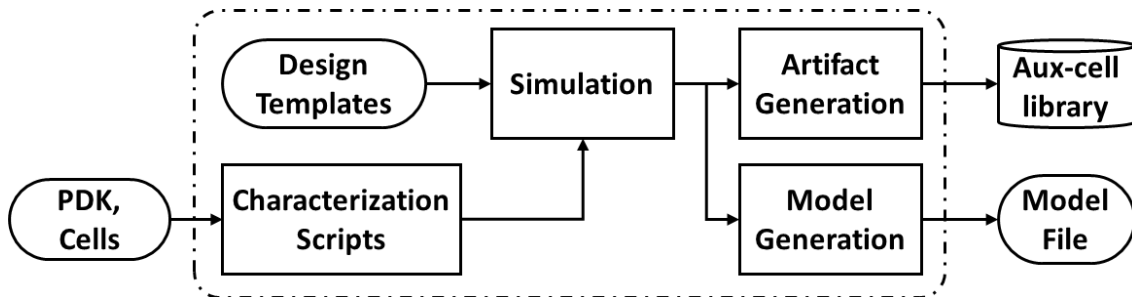 Design
Templates
Simulation
Artifact
Generation
Aux-cell
library
PDK,
Cells
Characterization
Scripts
Model
Generation
Model
File